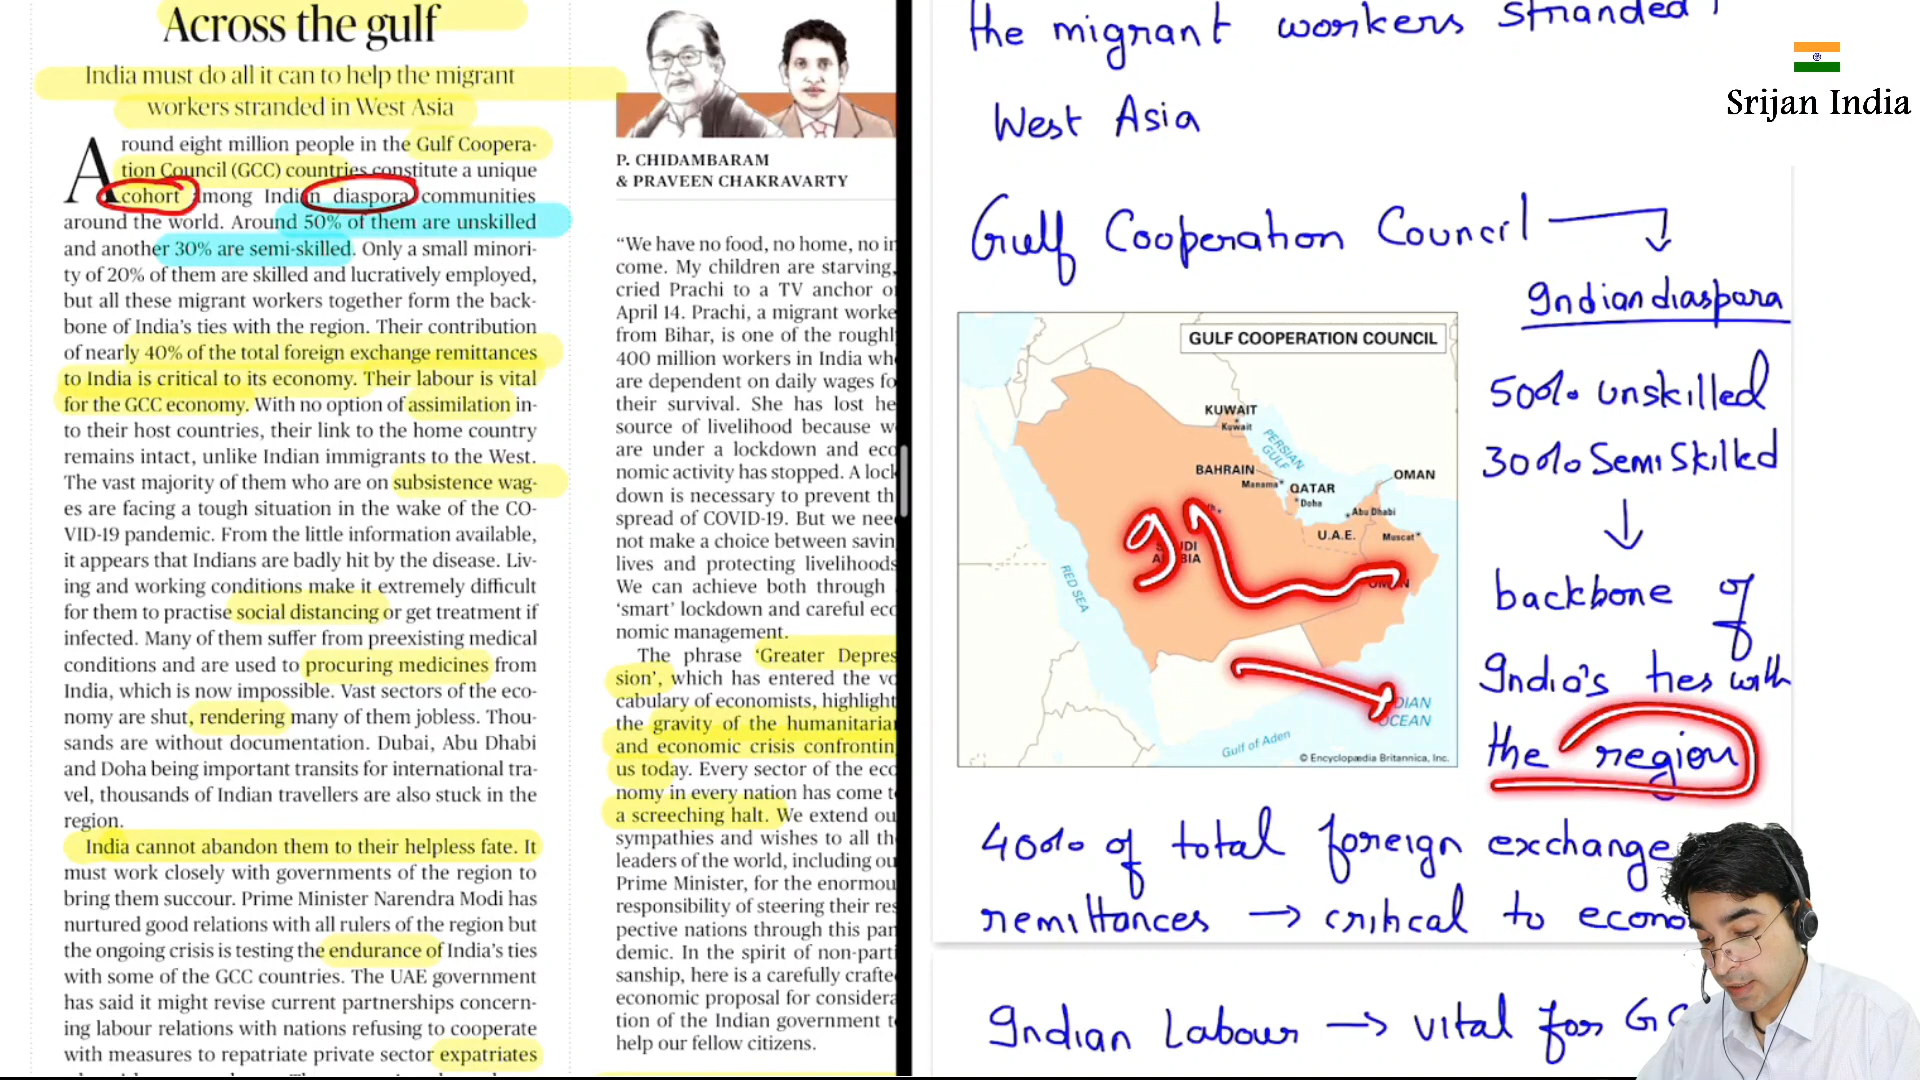 Across the gulf
India must do all it can to help the migrant
workers stranded in West Asia
Around eight million people in the Gulf Coopera-
tion Council (GCC) countries constitute a unique
cohort among Indian diaspora communities
around the world. Around 50% of them are unskilled
and another 30% are semi-skilled. Only a small minori-
ty of 20% of them are skilled and lucratively employed,
but all these migrant workers together form the back-
bone of India's ties with the region. Their contribution
of nearly 40% of the total foreign exchange remittances
to India is critical to its economy. Their labour is vital
for the GCC economy. With no option of assimilation in-
to their host countries, their link to the home country
remains intact, unlike Indian immigrants to the West.
The vast majority of them who are on subsistence wag-
es are facing a tough situation in the wake of the CO-
VID-19 pandemic. From the little information available,
it appears that Indians are badly hit by the disease. Liv-
ing and working conditions make it extremely difficult
for them to practise social distancing or get treatment if
infected. Many of them suffer from preexisting medical
conditions and are used to procuring medicines from
India, which is now impossible. Vast sectors of the eco-
nomy are shut, rendering many of them jobless. Thou-
sands are without documentation. Dubai, Abu Dhabi
and Doha being important transits for international tra-
vel, thousands of Indian travellers are also stuck in the
region.
India cannot abandon them to their helpless fate. It
must work closely with governments of the region to
bring them succour. Prime Minister Narendra Modi has
nurtured good relations with all rulers of the region but
the ongoing crisis is testing the endurance of India's ties
with some of the GCC countries. The UAE government
has said it might revise current partnerships concern-
ing labour relations with nations refusing to cooperate
with measures to repatriate private sector expatriates
P. CHIDAMBARAM
& PRAVEEN CHAKRAVARTY
"We have no food, no home, no in
come. My children are starving,
cried Prachi to a TV anchor o
April 14. Prachi, a migrant worke
from Bihar, is one of the roughl
400 million workers in India wh
are dependent on daily wages fo
their survival. She has lost he
source of livelihood because w
are under a lockdown and eco
nomic activity has stopped. A lock
down is necessary to prevent th
spread of COVID-19. But we nee
not make a choice between savin
lives and protecting livelihoods
We can achieve both through
'smart' lockdown and careful eco
nomic management.
The phrase 'Greater Depres
sion', which has entered the vo
cabulary of economists, highlight
the gravity of the humanitaria
and economic crisis confrontin
us today. Every sector of the eco
nomy in every nation has come t
a screeching halt. We extend ou
sympathies and wishes to all th
leaders of the world, including ou
Prime Minister, for the enormou
responsibility of steering their res
pective nations through this pan
demic. In the spirit of non-parti
sanship, here is a carefully crafte
economic proposal for considera
tion of the Indian government t
help our fellow citizens.
the migrant workers stranded
West Asia
Srijan India
Gulf Cooperation Council
Indian diaspora
50% unskilled
30% Semi Skilled
↓
backbone of
India's ties with
the region
GULF COOPERATION COUNCIL
KUWAIT
Kuwait
PERSIAN
GULF
BAHRAIN
Manama
QATAR
Doha
OMAN
Abu Dhabi
U.A.E.
Muscat
RED SEA
OCEAN
Gulf of Aden
© Encyclopædia Britannica, Inc.
40% of total foreign exchange
remittances → critical to econo
Indian Labour → vital for GC